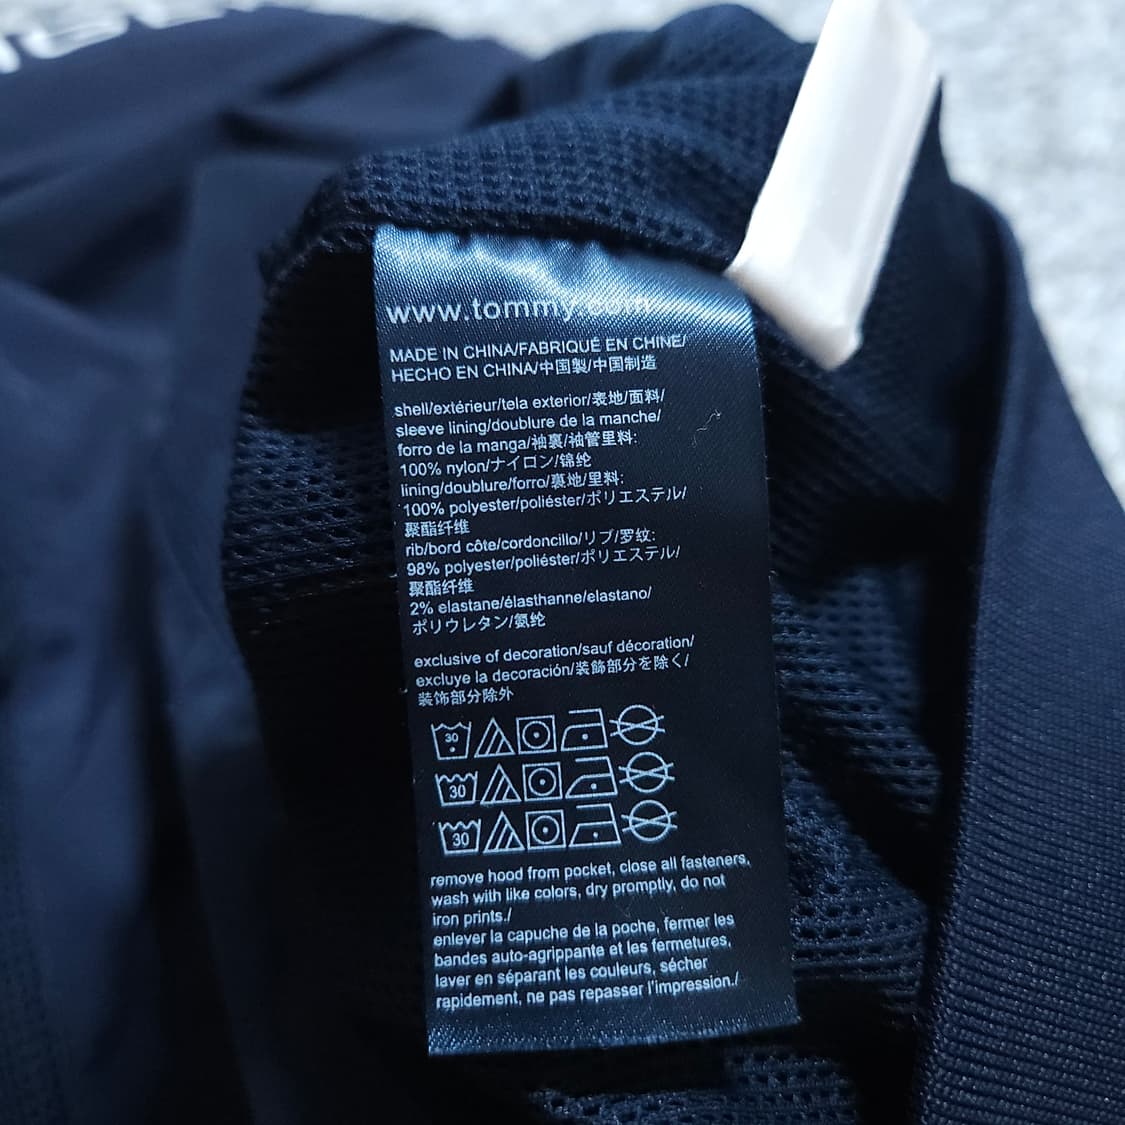 www.tommy.com
MADE IN CHINA/FABRIQUÉ EN CHINE/
HECHO EN CHINA/中国製/中国制造
shell/extérieur/tela exterior/表地/面料/
sleeve lining/doublure de la manche/
forro de la manga/袖裏/袖管里料:
100% nylon/ナイロン/锦纶
lining/doublure/forro/裏地/里料:
100% polyester/poliéster/ポリエステル/
聚酯纤维
rib/bord côte/cordoncillo/リブ/罗纹:
98% polyester/poliéster/ポリエステル/
聚酯纤维
2% elastane/élasthanne/elastano/
ポリウレタン/氨纶
exclusive of decoration/sauf décoration/
excluye la decoración/装飾部分を除く/
装饰部分除外
30
30
30
remove hood from pocket, close all fasteners,
wash with like colors, dry promptly, do not
iron prints./
enlever la capuche de la poche, fermer les
bandes auto-agrippante et les fermetures,
laver en séparant les couleurs, sécher
rapidement, ne pas repasser l'impression./